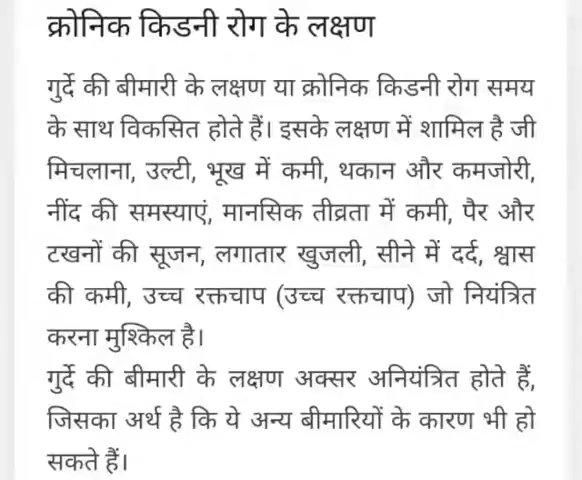 क्रोनिक किडनी रोग के लक्षण
गुर्दे की बीमारी के लक्षण या क्रोनिक किडनी रोग समय
के साथ विकसित होते हैं। इसके लक्षण में शामिल है जी
मिचलाना, उल्टी, भूख में कमी, थकान और कमजोरी,
नींद की समस्याएं, मानसिक तीव्रता में कमी, पैर और
टखनों की सूजन, लगातार खुजली, सीने में दर्द, श्वास
की कमी, उच्च रक्तचाप (उच्च रक्तचाप) जो नियंत्रित
करना मुश्किल है।
गुर्दे की बीमारी के लक्षण अक्सर अनियंत्रित होते हैं,
जिसका अर्थ है कि ये अन्य बीमारियों के कारण भी हो
सकते हैं।